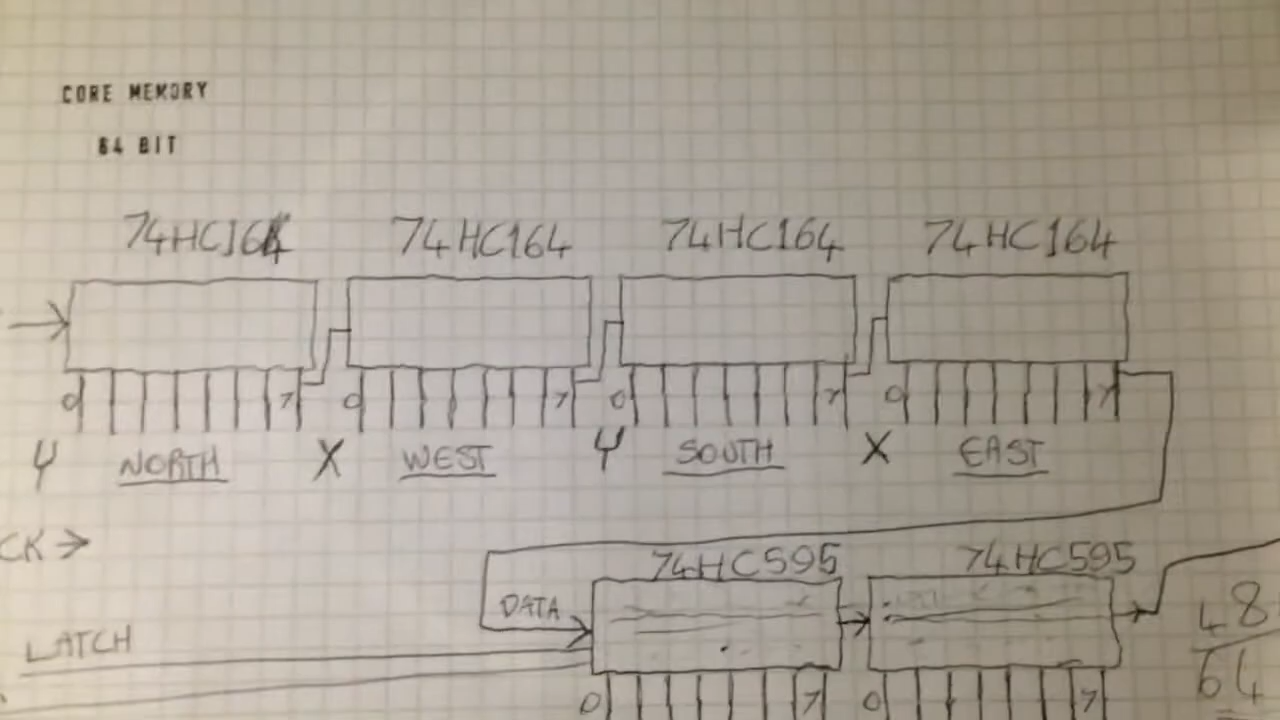 CORE MEMORY
64 BIT
74HC164 74HC164 74HC164 74HC164
0 7 0 7 0 7 0 7
Y NORTH X WEST Y SOUTH X EAST
CK →
74HC595 74HC595
DATA
LATCH
48
64
0 7 0 7